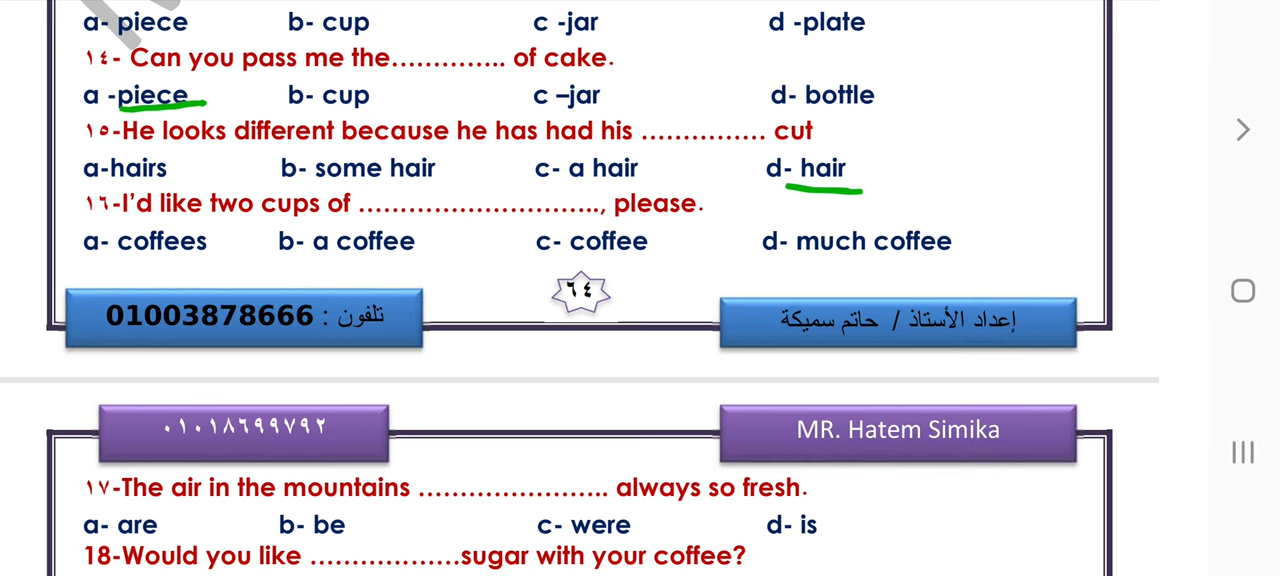 a- piece b- cup c -jar d -plate
١٤- Can you pass me the………….. of cake.
a -piece b- cup c –jar d- bottle
١٥-He looks different because he has had his …………… cut
a-hairs b- some hair c- a hair d- hair
١٦-I’d like two cups of ……………………….., please.
a- coffees b- a coffee c- coffee d- much coffee
٦٤
01003878666 : تلفون
إعداد الأستاذ / حاتم سميكة
٠١٠١٨٦٩٩٧٩٢
MR. Hatem Simika
١٧-The air in the mountains ………………….. always so fresh.
a- are b- be c- were d- is
18-Would you like ………………sugar with your coffee?